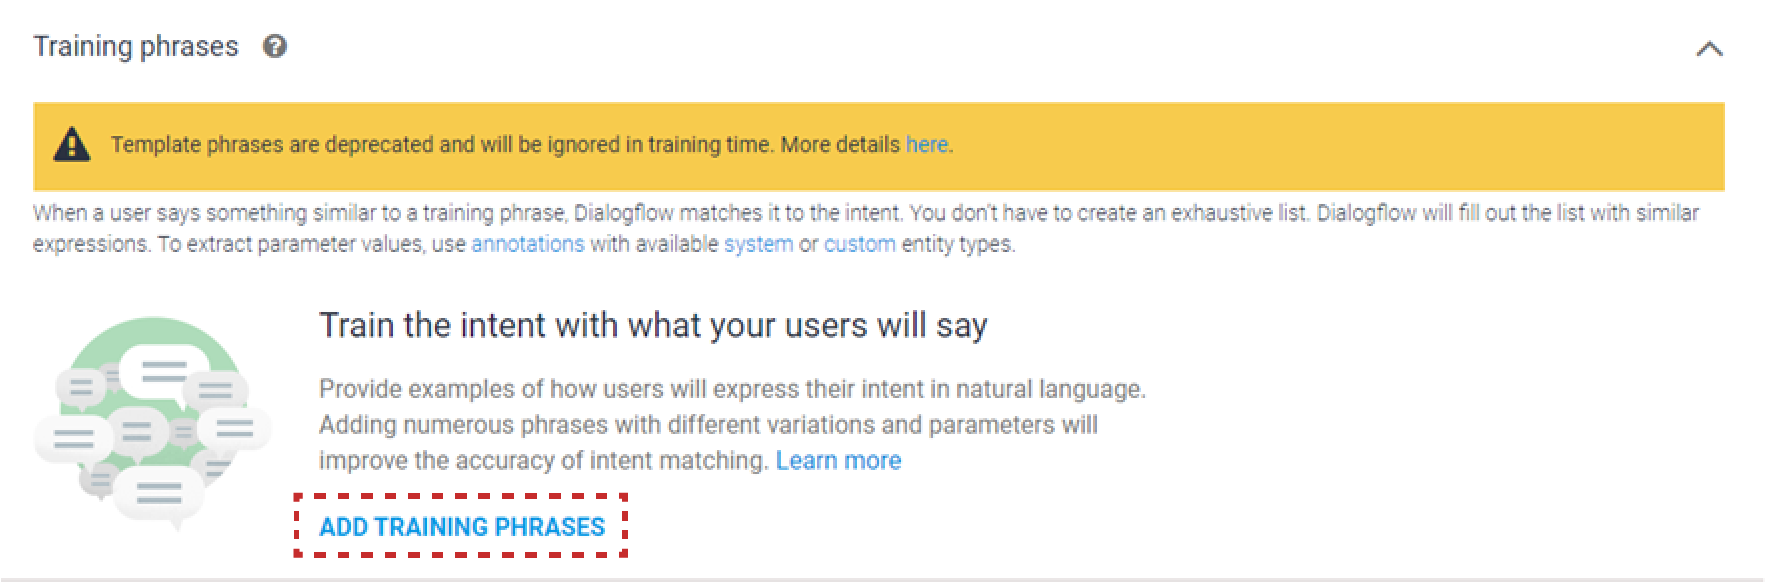 Training phrases ?
Template phrases are deprecated and will be ignored in training time. More details here.
When a user says something similar to a training phrase, Dialogflow matches it to the intent. You don't have to create an exhaustive list. Dialogflow will fill out the list with similar
expressions. To extract parameter values, use annotations with available system or custom entity types.
Train the intent with what your users will say
Provide examples of how users will express their intent in natural language.
Adding numerous phrases with different variations and parameters will
improve the accuracy of intent matching. Learn more
ADD TRAINING PHRASES